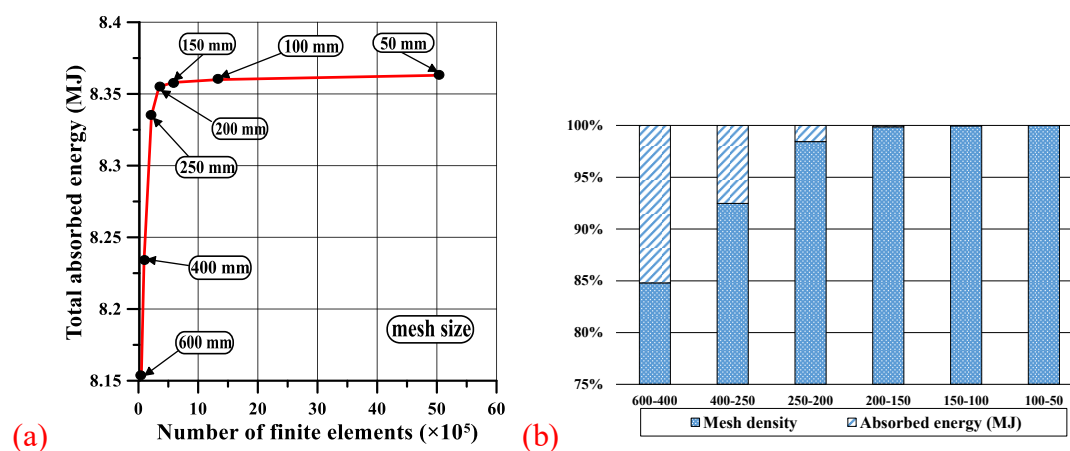 Total absorbed energy (MJ)
8.4
8.35
8.3
8.25
8.2
8.15
150 mm
100 mm
50 mm
200 mm
250 mm
400 mm
600 mm
mesh size
0 10 20 30 40 50 60
Number of finite elements (×10⁵)
(a)
100%
95%
90%
85%
80%
75%
600-400 400-250 250-200 200-150 150-100 100-50
Mesh density Absorbed energy (MJ)
(b)